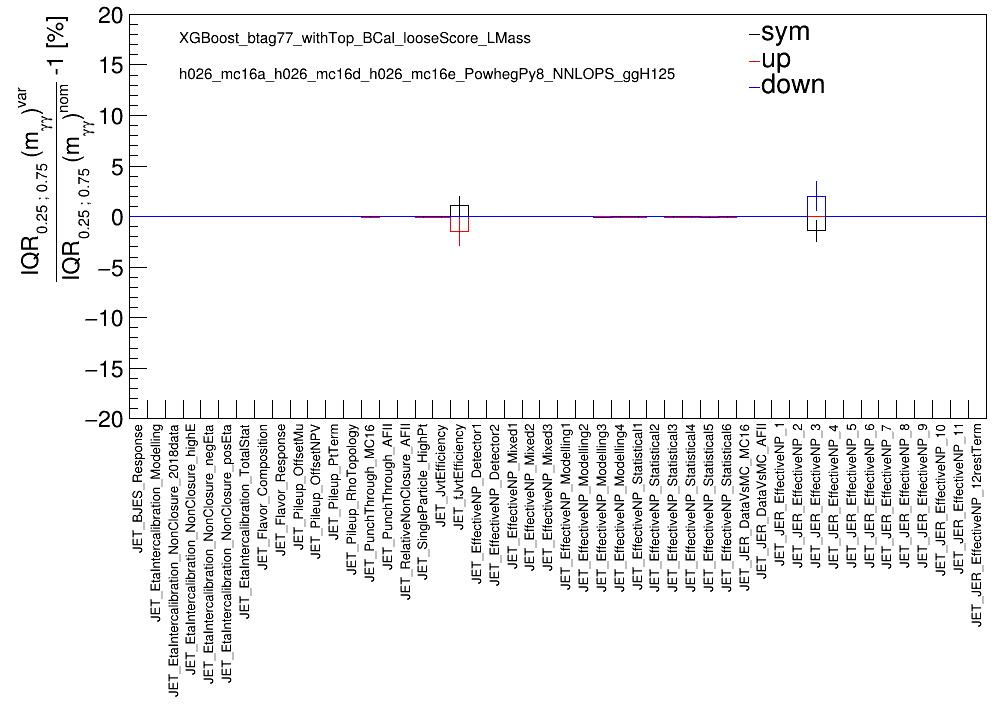 IQR0.25 ; 0.75 (mγγ)var
IQR0.25 ; 0.75 (mγγ)nom -1 [%]
20
15
10
5
0
−5
−10
−15
−20
XGBoost_btag77_withTop_BCal_looseScore_LMass
h026_mc16a_h026_mc16d_h026_mc16e_PowhegPy8_NNLOPS_ggH125
sym
up
down
JET_BJES_Response
JET_EtaIntercalibration_Modelling
JET_EtaIntercalibration_NonClosure_2018data
JET_EtaIntercalibration_NonClosure_highE
JET_EtaIntercalibration_NonClosure_negEta
JET_EtaIntercalibration_NonClosure_posEta
JET_EtaIntercalibration_TotalStat
JET_Flavor_Composition
JET_Flavor_Response
JET_Pileup_OffsetMu
JET_Pileup_OffsetNPV
JET_Pileup_PtTerm
JET_Pileup_RhoTopology
JET_PunchThrough_MC16
JET_PunchThrough_AFII
JET_RelativeNonClosure_AFII
JET_SingleParticle_HighPt
JET_JvtEfficiency
JET_fJvtEfficiency
JET_EffectiveNP_Detector1
JET_EffectiveNP_Detector2
JET_EffectiveNP_Mixed1
JET_EffectiveNP_Mixed2
JET_EffectiveNP_Mixed3
JET_EffectiveNP_Modelling1
JET_EffectiveNP_Modelling2
JET_EffectiveNP_Modelling3
JET_EffectiveNP_Modelling4
JET_EffectiveNP_Statistical1
JET_EffectiveNP_Statistical2
JET_EffectiveNP_Statistical3
JET_EffectiveNP_Statistical4
JET_EffectiveNP_Statistical5
JET_EffectiveNP_Statistical6
JET_JER_DataVsMC_MC16
JET_JER_DataVsMC_AFII
JET_JER_EffectiveNP_1
JET_JER_EffectiveNP_2
JET_JER_EffectiveNP_3
JET_JER_EffectiveNP_4
JET_JER_EffectiveNP_5
JET_JER_EffectiveNP_6
JET_JER_EffectiveNP_7
JET_JER_EffectiveNP_8
JET_JER_EffectiveNP_9
JET_JER_EffectiveNP_10
JET_JER_EffectiveNP_11
JET_JER_EffectiveNP_12restTerm